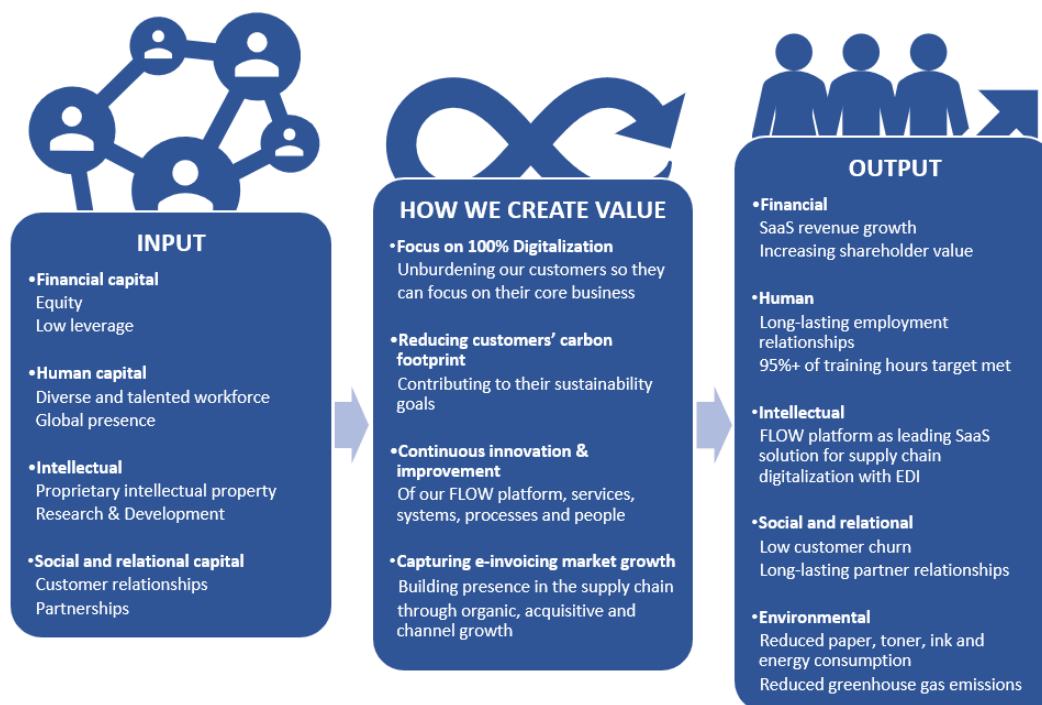 INPUT
•Financial capital
Equity
Low leverage
•Human capital
Diverse and talented workforce
Global presence
•Intellectual
Proprietary intellectual property
Research & Development
•Social and relational capital
Customer relationships
Partnerships
HOW WE CREATE VALUE
•Focus on 100% Digitalization
Unburdening our customers so they
can focus on their core business
•Reducing customers’ carbon
footprint
Contributing to their sustainability
goals
•Continuous innovation &
improvement
Of our FLOW platform, services,
systems, processes and people
•Capturing e-invoicing market growth
Building presence in the supply chain
through organic, acquisitive and
channel growth
OUTPUT
•Financial
SaaS revenue growth
Increasing shareholder value
•Human
Long-lasting employment
relationships
95%+ of training hours target met
•Intellectual
FLOW platform as leading SaaS
solution for supply chain
digitalization with EDI
•Social and relational
Low customer churn
Long-lasting partner relationships
•Environmental
Reduced paper, toner, ink and
energy consumption
Reduced greenhouse gas emissions